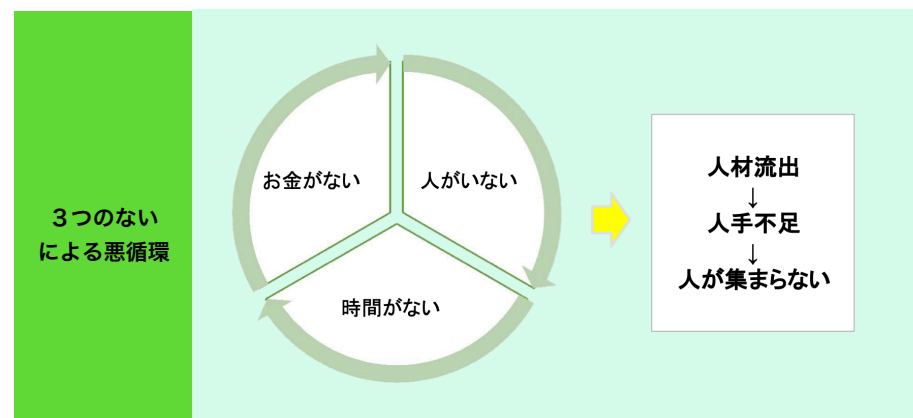 ３つのない
による悪循環
お金がない
人がいない
時間がない
人材流出
↓
人手不足
↓
人が集まらない